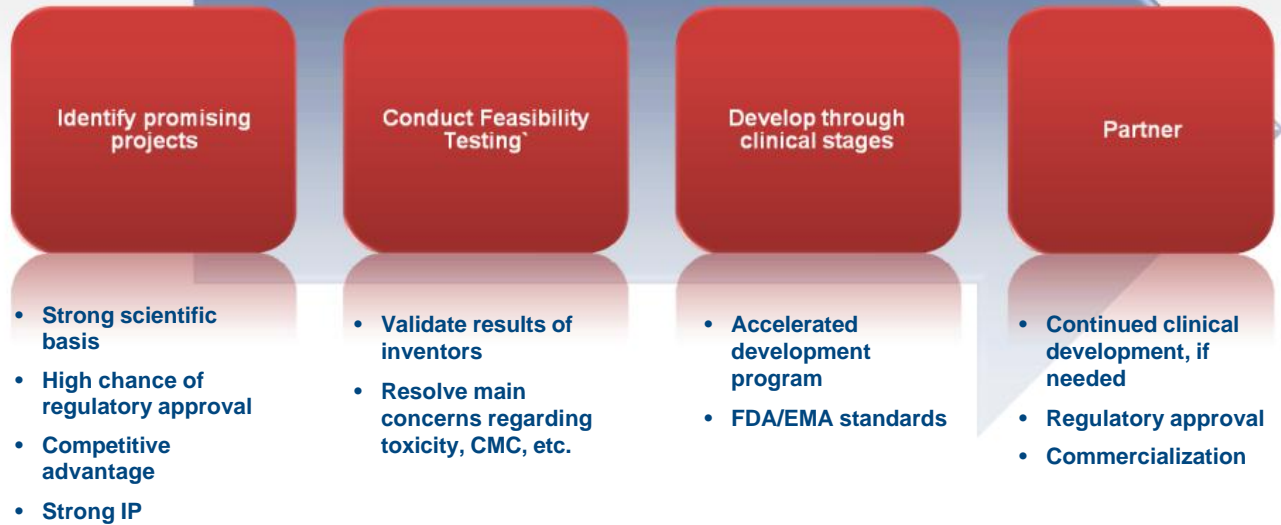 Identify promising
projects
• Strong scientific
basis
• High chance of
regulatory approval
• Competitive
advantage
• Strong IP
Conduct Feasibility
Testing`
• Validate results of
inventors
• Resolve main
concerns regarding
toxicity, CMC, etc.
Develop through
clinical stages
• Accelerated
development
program
• FDA/EMA standards
Partner
• Continued clinical
development, if
needed
• Regulatory approval
• Commercialization